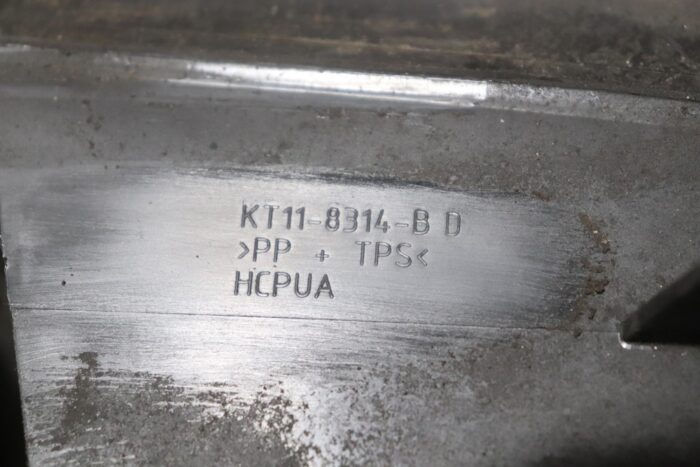 KT11-8314-B D
>PP + TPS<
HCPUA